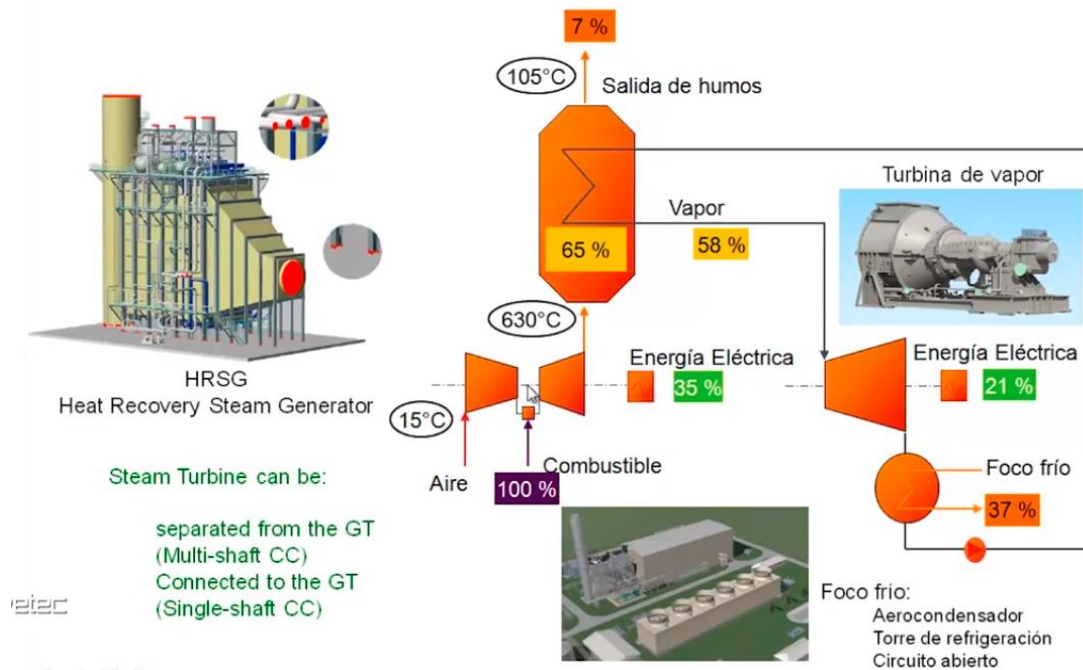 7 %
105°C
Salida de humos
Turbina de vapor
Vapor
65 %
58 %
630°C
HRSG
Heat Recovery Steam Generator
Energía Eléctrica
35 %
Energía Eléctrica
21 %
15°C
Steam Turbine can be:
Aire
Combustible
100 %
Foco frío
37 %
separated from the GT
(Multi-shaft CC)
Connected to the GT
(Single-shaft CC)
Foco frio:
Aerocondensador
Torre de refrigeración
Circuito abierto